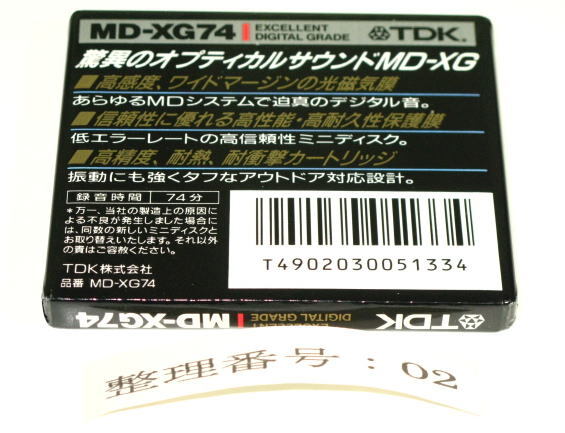 MD-XG74 EXCELLENT DIGITAL GRADE TDK.
驚異のオプティカルサウンドMD-XG
■高感度、ワイドマージンの光磁気膜
あらゆるMDシステムで迫真のデジタル音。
■信頼性に優れる高性能・高耐久性保護膜
低エラーレートの高信頼性ミニディスク。
■高精度、耐熱、耐衝撃カートリッジ
振動にも強くタフなアウトドア対応設計。
録音時間 74分
*万一、当社の製造上の原因に
よる不良が発生しました場合に
は、同数の新しいミニディスクと
お取り替えいたします。それ以外
の責はご容赦ください。
TDK株式会社
品番 MD-XG74
T4902030051334
MD-XG74 EXCELLENT DIGITAL GRADE TDK
整理番号：02